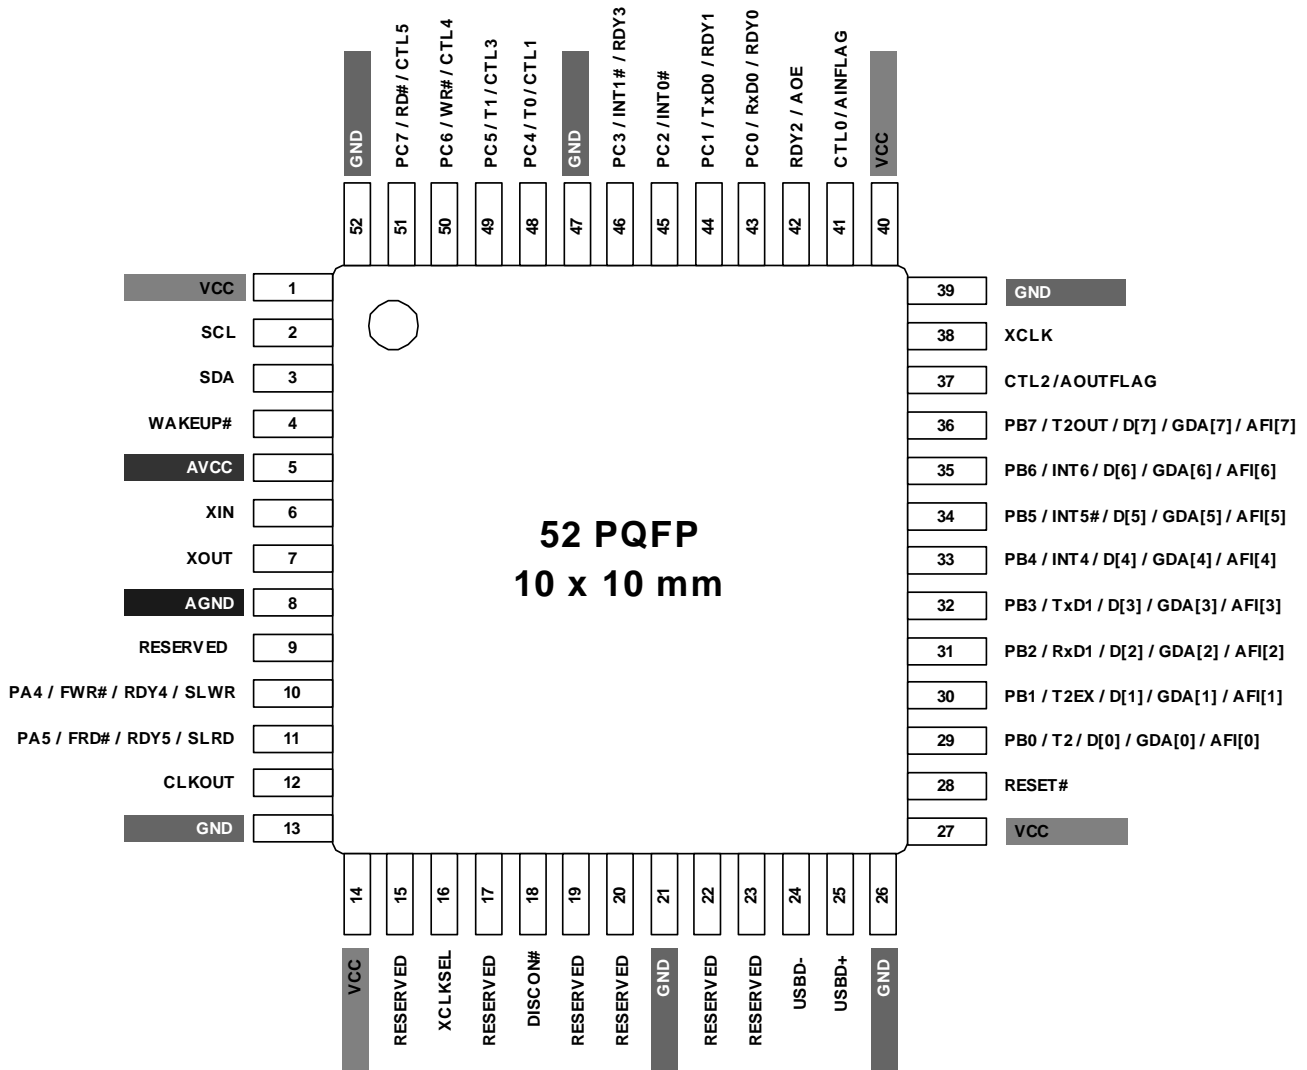 GND
PC7 / RD# / CTL5
PC6 / WR# / CTL4
PC5 / T1 / CTL3
PC4 / T0 / CTL1
GND
PC3 / INT1# / RDY3
PC2 / INT0#
PC1 / TxD0 / RDY1
PC0 / RxD0 / RDY0
RDY2 / AOE
CTL0/AINFLAG
VCC
52
51
50
49
48
47
46
45
44
43
42
41
40
VCC 1
SCL 2
SDA 3
WAKEUP# 4
AVCC 5
XIN 6
XOUT 7
AGND 8
RESERVED 9
PA4 / FWR# / RDY4 / SLWR 10
PA5 / FRD# / RDY5 / SLRD 11
CLKOUT 12
GND 13
52 PQFP
10 x 10 mm
39 GND
38 XCLK
37 CTL2/AOUTFLAG
36 PB7 / T2OUT / D[7] / GDA[7] / AFI[7]
35 PB6 / INT6 / D[6] / GDA[6] / AFI[6]
34 PB5 / INT5# / D[5] / GDA[5] / AFI[5]
33 PB4 / INT4 / D[4] / GDA[4] / AFI[4]
32 PB3 / TxD1 / D[3] / GDA[3] / AFI[3]
31 PB2 / RxD1 / D[2] / GDA[2] / AFI[2]
30 PB1 / T2EX / D[1] / GDA[1] / AFI[1]
29 PB0 / T2 / D[0] / GDA[0] / AFI[0]
28 RESET#
27 VCC
14
15
16
17
18
19
20
21
22
23
24
25
26
VCC
RESERVED
XCLKSEL
RESERVED
DISCON#
RESERVED
RESERVED
GND
RESERVED
RESERVED
USBD-
USBD+
GND